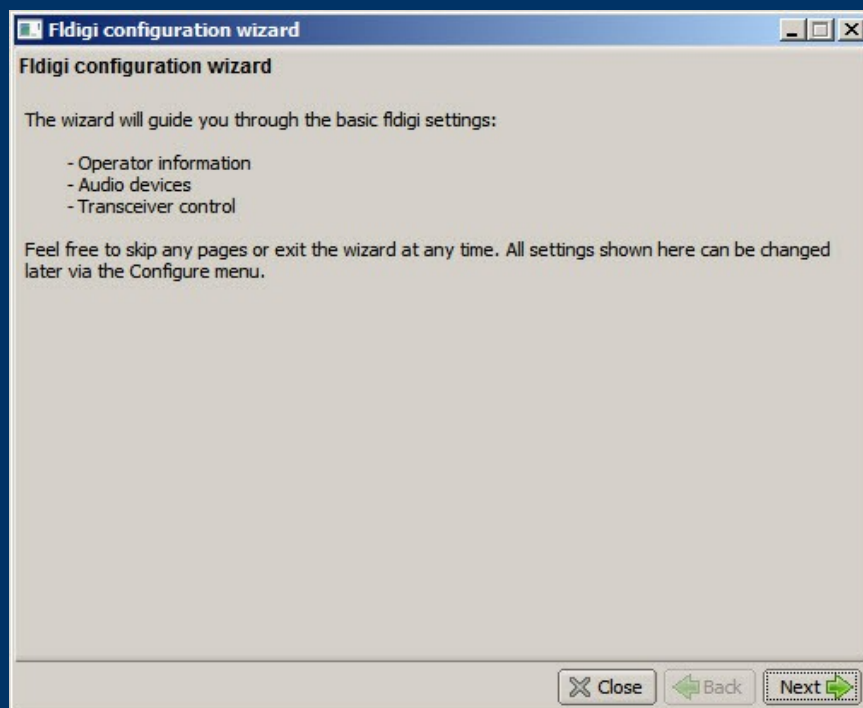 Fldigi configuration wizard
Fldigi configuration wizard
The wizard will guide you through the basic fldigi settings:
- Operator information
- Audio devices
- Transceiver control
Feel free to skip any pages or exit the wizard at any time. All settings shown here can be changed
later via the Configure menu.
Close Back Next